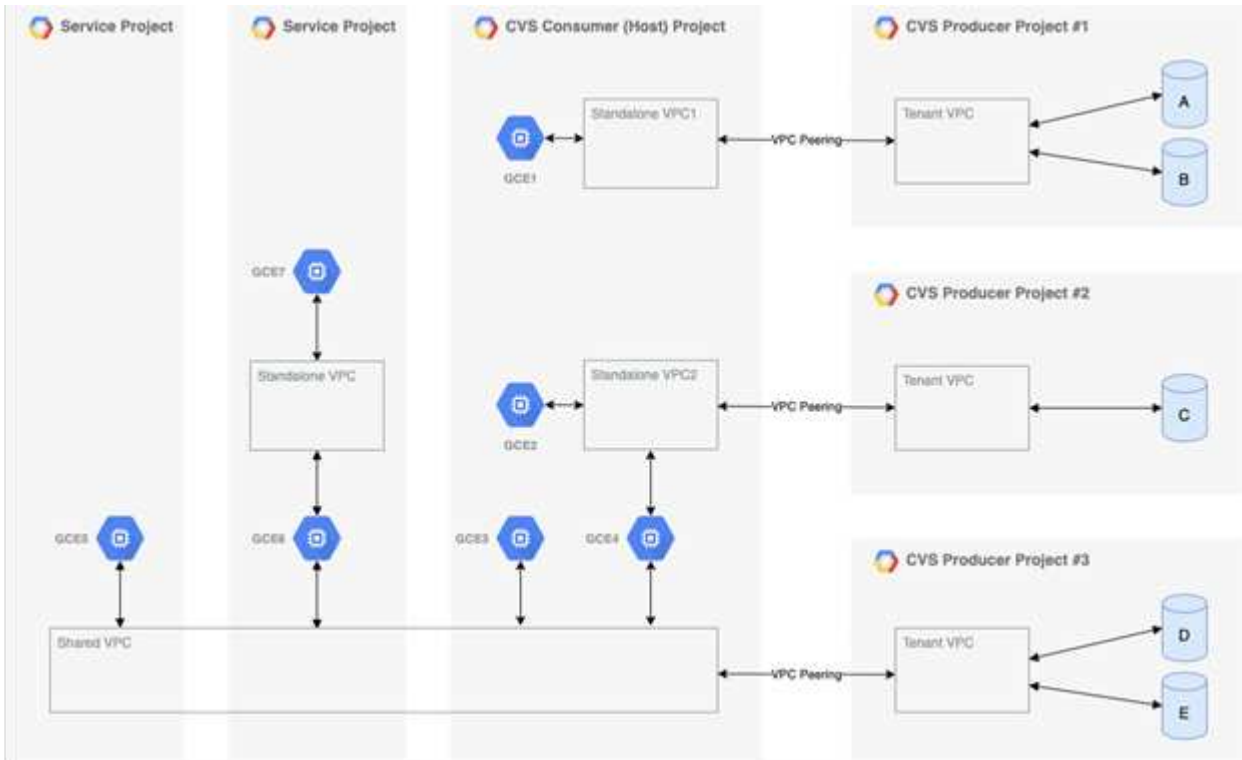 Service Project
Service Project
CVS Consumer (Host) Project
CVS Producer Project #1
Standalone VPC1
Tenant VPC
A
VPC Peering
GCE1
B
GCE7
CVS Producer Project #2
Standalone VPC
Standalone VPC2
Tenant VPC
VPC Peering
C
GCE2
GCE5
GCE6
GCE3
GCE4
CVS Producer Project #3
Shared VPC
Tenant VPC
D
VPC Peering
E